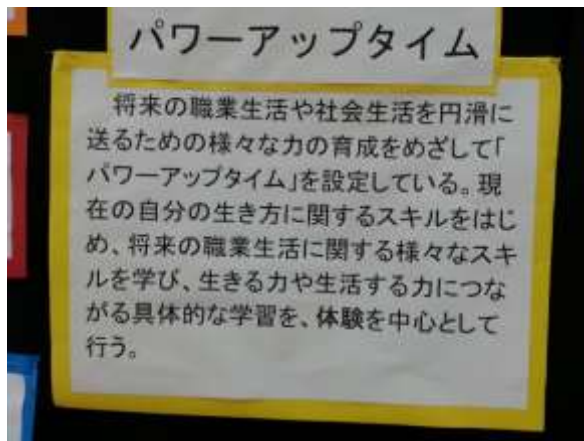 パワーアップタイム
将来の職業生活や社会生活を円滑に
送るための様々な力の育成をめざして「
パワーアップタイム」を設定している。現
在の自分の生き方に関するスキルをはじ
め、将来の職業生活に関する様々なスキ
ルを学び、生きる力や生活する力につな
がる具体的な学習を、体験を中心として
行う。